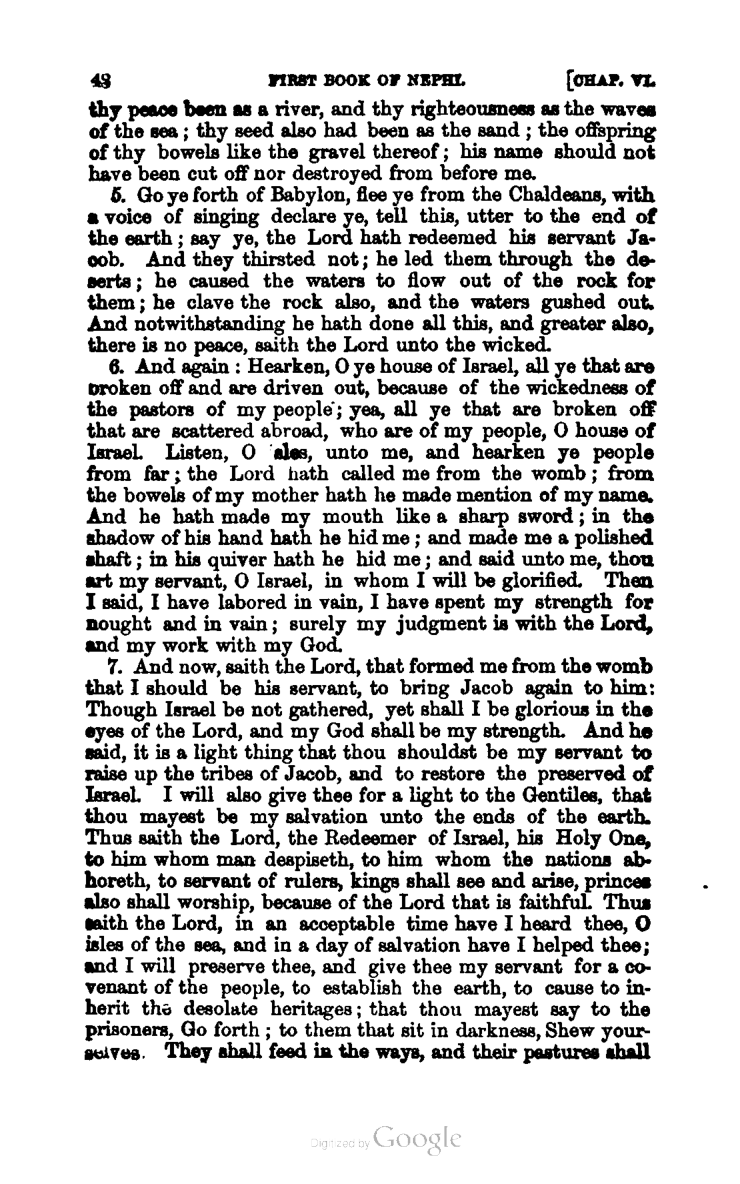 48 FIRST BOOK OF NEPHI. [CHAP. VI.
thy peace been as a river, and thy righteousness as the waves
of the sea; thy seed also had been as the sand; the offspring
of thy bowels like the gravel thereof; his name should not
have been cut off nor destroyed from before me.
5. Go ye forth of Babylon, flee ye from the Chaldeans, with
a voice of singing declare ye, tell this, utter to the end of
the earth; say ye, the Lord hath redeemed his servant Ja-
cob. And they thirsted not; he led them through the de-
serts; he caused the waters to flow out of the rock for
them; he clave the rock also, and the waters gushed out.
And notwithstanding he hath done all this, and greater also,
there is no peace, saith the Lord unto the wicked.
6. And again: Hearken, O ye house of Israel, all ye that are
broken off and are driven out, because of the wickedness of
the pastors of my people; yea, all ye that are broken off
that are scattered abroad, who are of my people, O house of
Israel. Listen, O isles, unto me, and hearken ye people
from far; the Lord hath called me from the womb; from
the bowels of my mother hath he made mention of my name.
And he hath made my mouth like a sharp sword; in the
shadow of his hand hath he hid me; and made me a polished
shaft; in his quiver hath he hid me; and said unto me, thou
art my servant, O Israel, in whom I will be glorified. Then
I said, I have labored in vain, I have spent my strength for
nought and in vain; surely my judgment is with the Lord,
and my work with my God.
7. And now, saith the Lord, that formed me from the womb
that I should be his servant, to bring Jacob again to him:
Though Israel be not gathered, yet shall I be glorious in the
eyes of the Lord, and my God shall be my strength. And he
said, it is a light thing that thou shouldst be my servant to
raise up the tribes of Jacob, and to restore the preserved of
Israel. I will also give thee for a light to the Gentiles, that
thou mayest be my salvation unto the ends of the earth.
Thus saith the Lord, the Redeemer of Israel, his Holy One,
to him whom man despiseth, to him whom the nations ab-
horeth, to servant of rulers, kings shall see and arise, princes
also shall worship, because of the Lord that is faithful. Thus
saith the Lord, in an acceptable time have I heard thee, O
isles of the sea, and in a day of salvation have I helped thee;
and I will preserve thee, and give thee my servant for a co-
venant of the people, to establish the earth, to cause to in-
herit the desolate heritages; that thou mayest say to the
prisoners, Go forth; to them that sit in darkness, Shew your-
selves. They shall feed in the ways, and their pastures shall
Digitized by Google